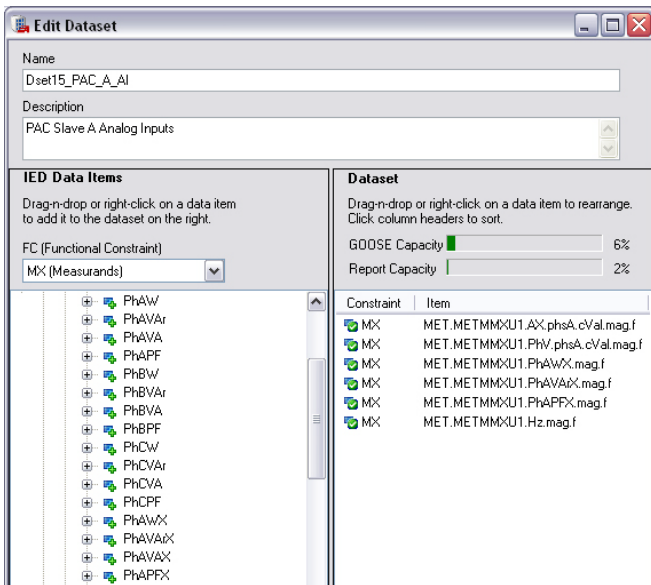 Edit Dataset
Name
Dset15_PAC_A_AI
Description
PAC Slave A Analog Inputs
IED Data Items
Drag-n-drop or right-click on a data item
to add it to the dataset on the right.
FC (Functional Constraint)
MX (Measurands)
PhAW
PhAVAr
PhAVA
PhAPF
PhBW
PhBVAr
PhBVA
PhBPF
PhCW
PhCVAr
PhCVA
PhCPF
PhAWX
PhAVArX
PhAVAX
PhAPFX
Dataset
Drag-n-drop or right-click on a data item to rearrange.
Click column headers to sort.
GOOSE Capacity 6%
Report Capacity 2%
Constraint Item
MX MET.METMMXU1.AX.phsA.cVal.mag.f
MX MET.METMMXU1.PhV.phsA.cVal.mag.f
MX MET.METMMXU1.PhAWX.mag.f
MX MET.METMMXU1.PhAVArX.mag.f
MX MET.METMMXU1.PhAPFX.mag.f
MX MET.METMMXU1.Hz.mag.f